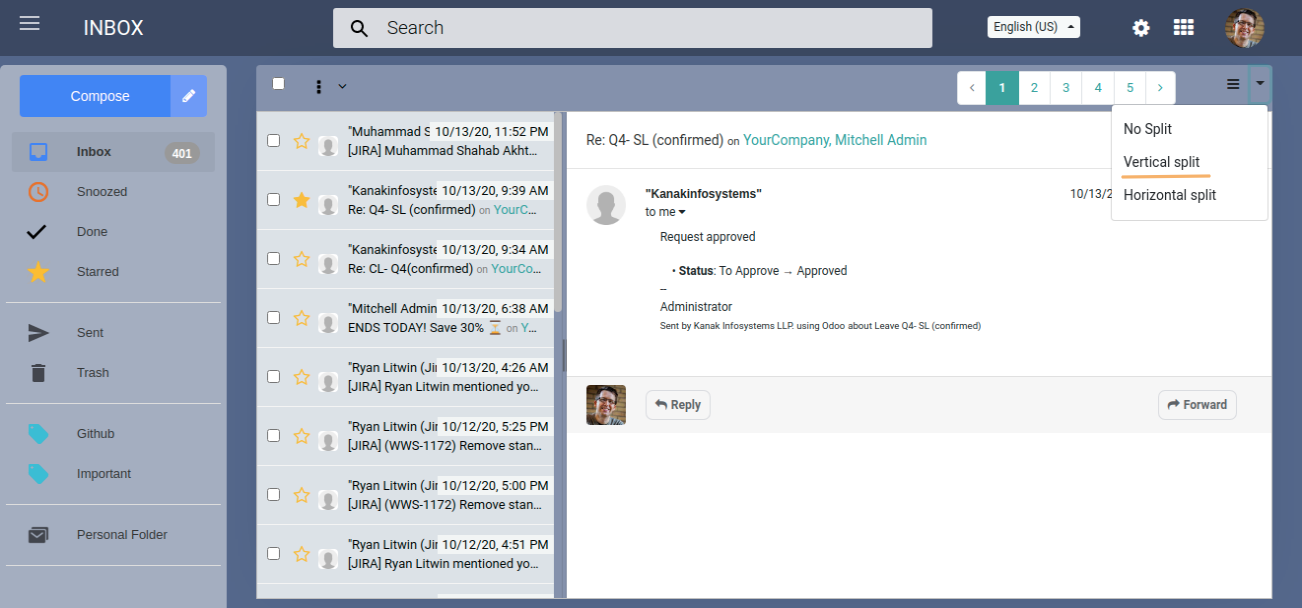 INBOX
Search
English (US)
Compose
Inbox 401
Snoozed
Done
Starred
Sent
Trash
Github
Important
Personal Folder
‹ 1 2 3 4 5 ›
No Split
Vertical split
Horizontal split
"Muhammad S 10/13/20, 11:52 PM
[JIRA] Muhammad Shahab Akht...
"Kanakinfosyste 10/13/20, 9:39 AM
Re: Q4- SL (confirmed) on YourC...
"Kanakinfosyste 10/13/20, 9:34 AM
Re: CL- Q4(confirmed) on YourCo...
"Mitchell Admin 10/13/20, 6:38 AM
ENDS TODAY! Save 30% ⏳ on Y...
"Ryan Litwin (Jir 10/13/20, 4:26 AM
[JIRA] Ryan Litwin mentioned yo...
"Ryan Litwin (Jir 10/12/20, 5:25 PM
[JIRA] (WWS-1172) Remove stan...
"Ryan Litwin (Jir 10/12/20, 5:00 PM
[JIRA] (WWS-1172) Remove stan...
"Ryan Litwin (Jir 10/12/20, 4:51 PM
[JIRA] Ryan Litwin mentioned yo...
Re: Q4- SL (confirmed) on YourCompany, Mitchell Admin
"Kanakinfosystems" 10/13/2
to me
Request approved
• Status: To Approve → Approved
--
Administrator
Sent by Kanak Infosystems LLP. using Odoo about Leave Q4- SL (confirmed)
Reply
Forward